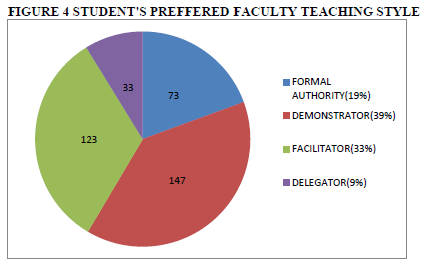 FIGURE 4 STUDENT'S PREFFERED FACULTY TEACHING STYLE
33
73
123
147
FORMAL
AUTHORITY(19%)
DEMONSTRATOR(39%)
FACILITATOR(33%)
DELEGATOR(9%)